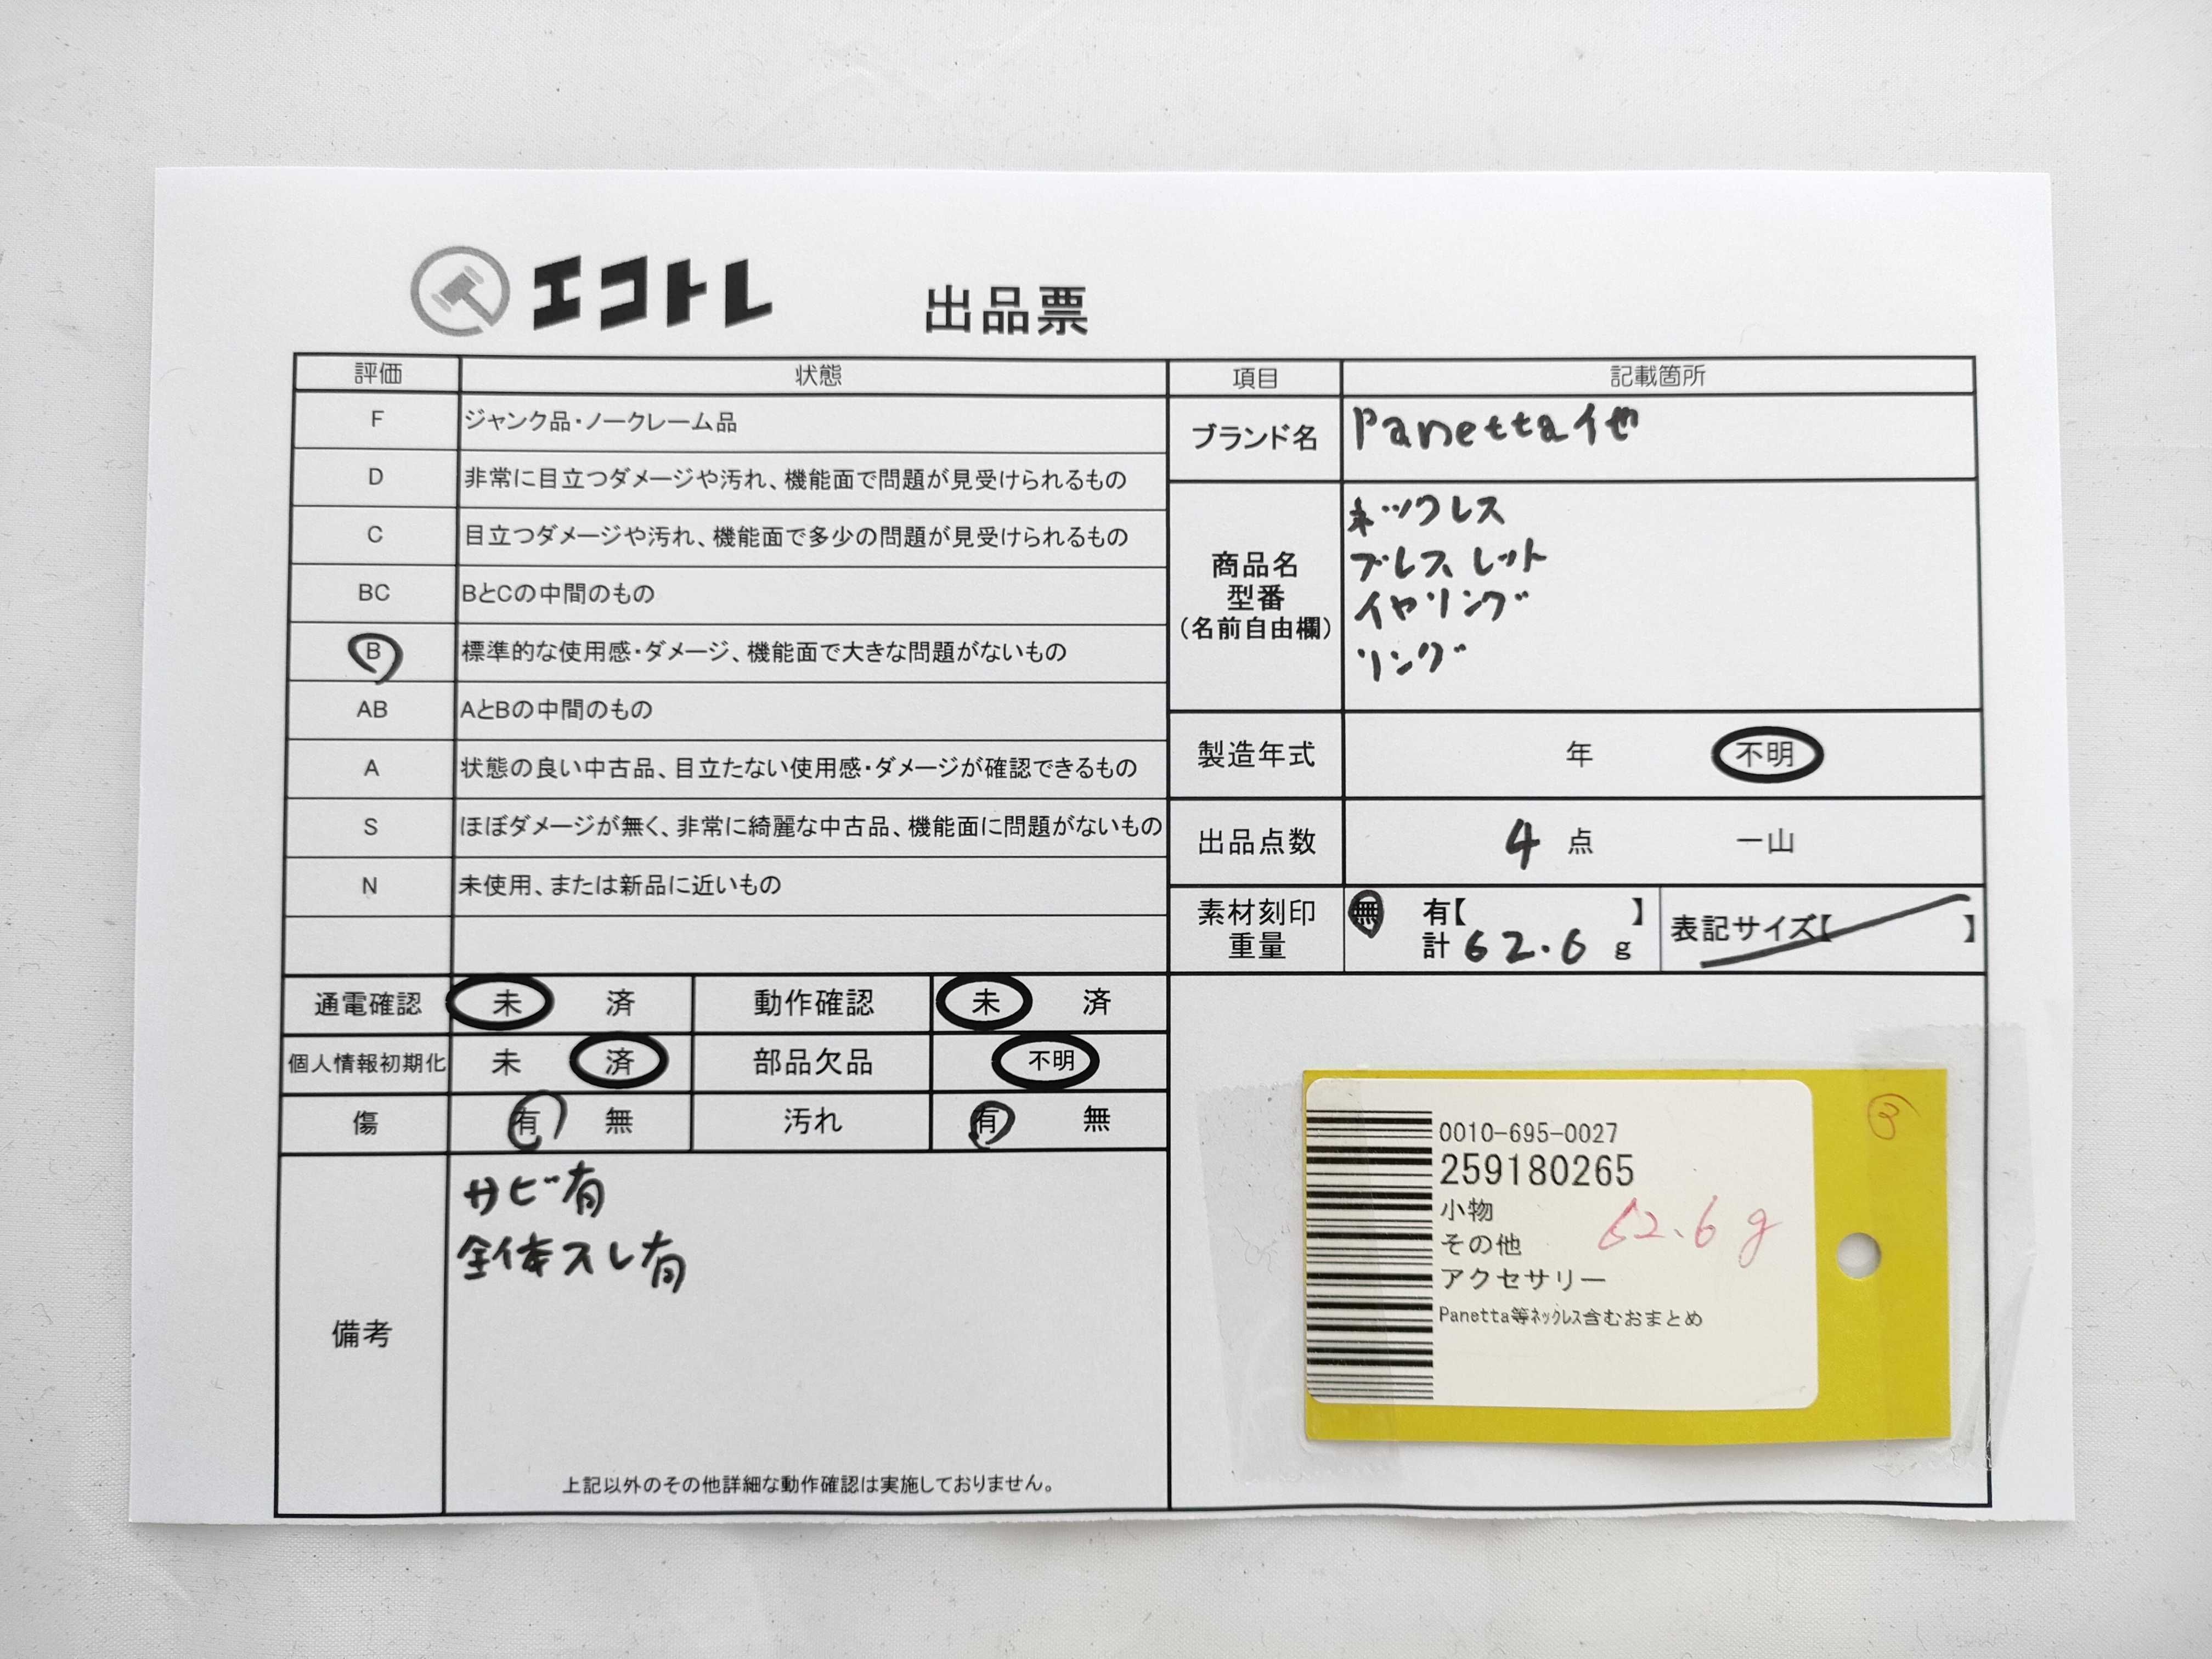 エコトレ 出品票
評価 状態
F ジャンク品・ノークレーム品
D 非常に目立つダメージや汚れ、機能面で問題が見受けられるもの
C 目立つダメージや汚れ、機能面で多少の問題が見受けられるもの
BC BとCの中間のもの
B 標準的な使用感・ダメージ、機能面で大きな問題がないもの
AB AとBの中間のもの
A 状態の良い中古品、目立たない使用感・ダメージが確認できるもの
S ほぼダメージが無く、非常に綺麗な中古品、機能面に問題がないもの
N 未使用、または新品に近いもの
通電確認 未 済 動作確認 未 済
個人情報初期化 未 済 部品欠品 不明
傷 有 無 汚れ 有 無
備考
サビ有
全体スレ有
上記以外のその他詳細な動作確認は実施しておりません。
項目 記載箇所
ブランド名 Panetta他
商品名
型番
(名前自由欄)
ネックレス
ブレスレット
イヤリング
リング
製造年式 年 不明
出品点数 4 点 一山
素材刻印 無 有【 】
重量 計 62.6 g
表記サイズ【 】
0010-695-0027
259180265
小物
その他
アクセサリー
Panetta等ネックレス含むおまとめ
62.6g
③